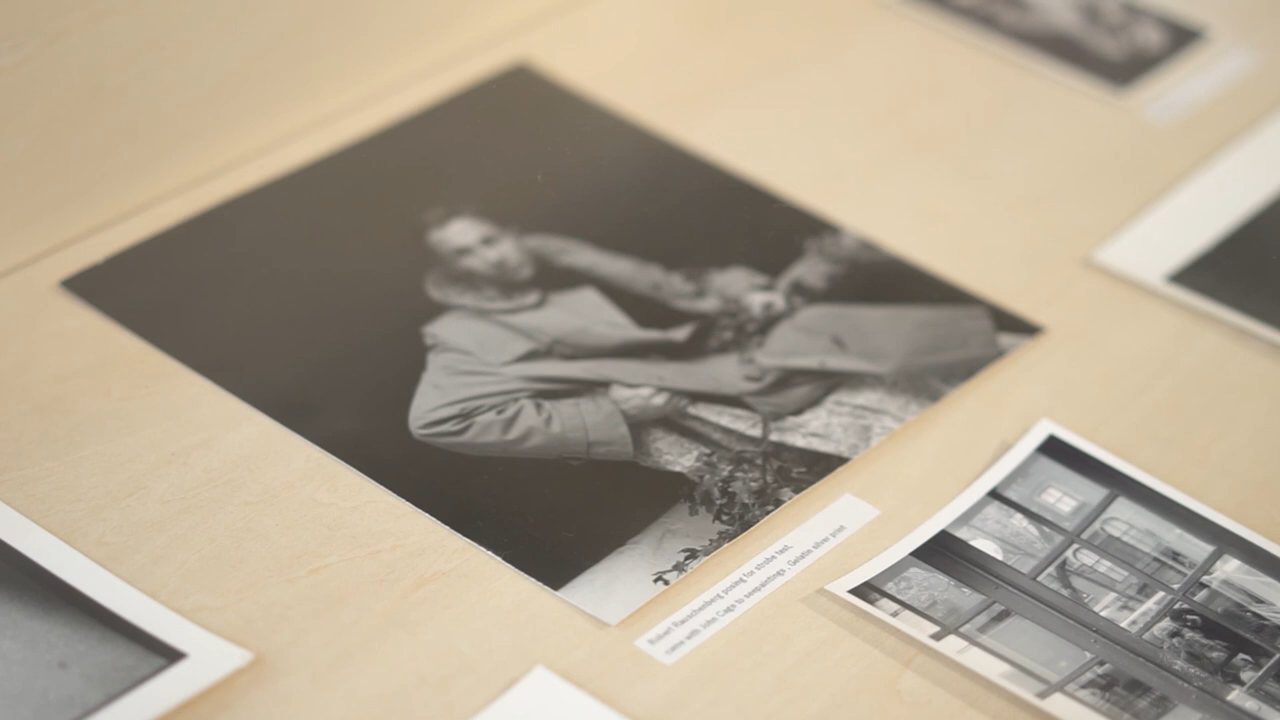 Robert Rauschenberg posing for strobe test,
came with John Cage to seepaintings, Gelatin silver print